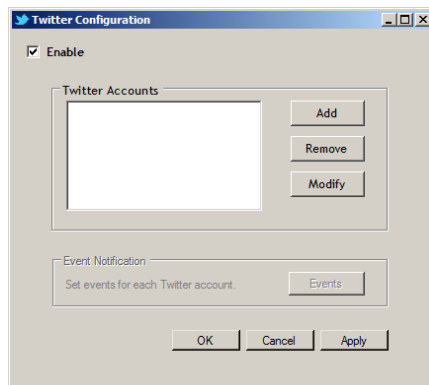 Twitter Configuration
Enable
Twitter Accounts
Add
Remove
Modify
Event Notification
Set events for each Twitter account.
Events
OK
Cancel
Apply